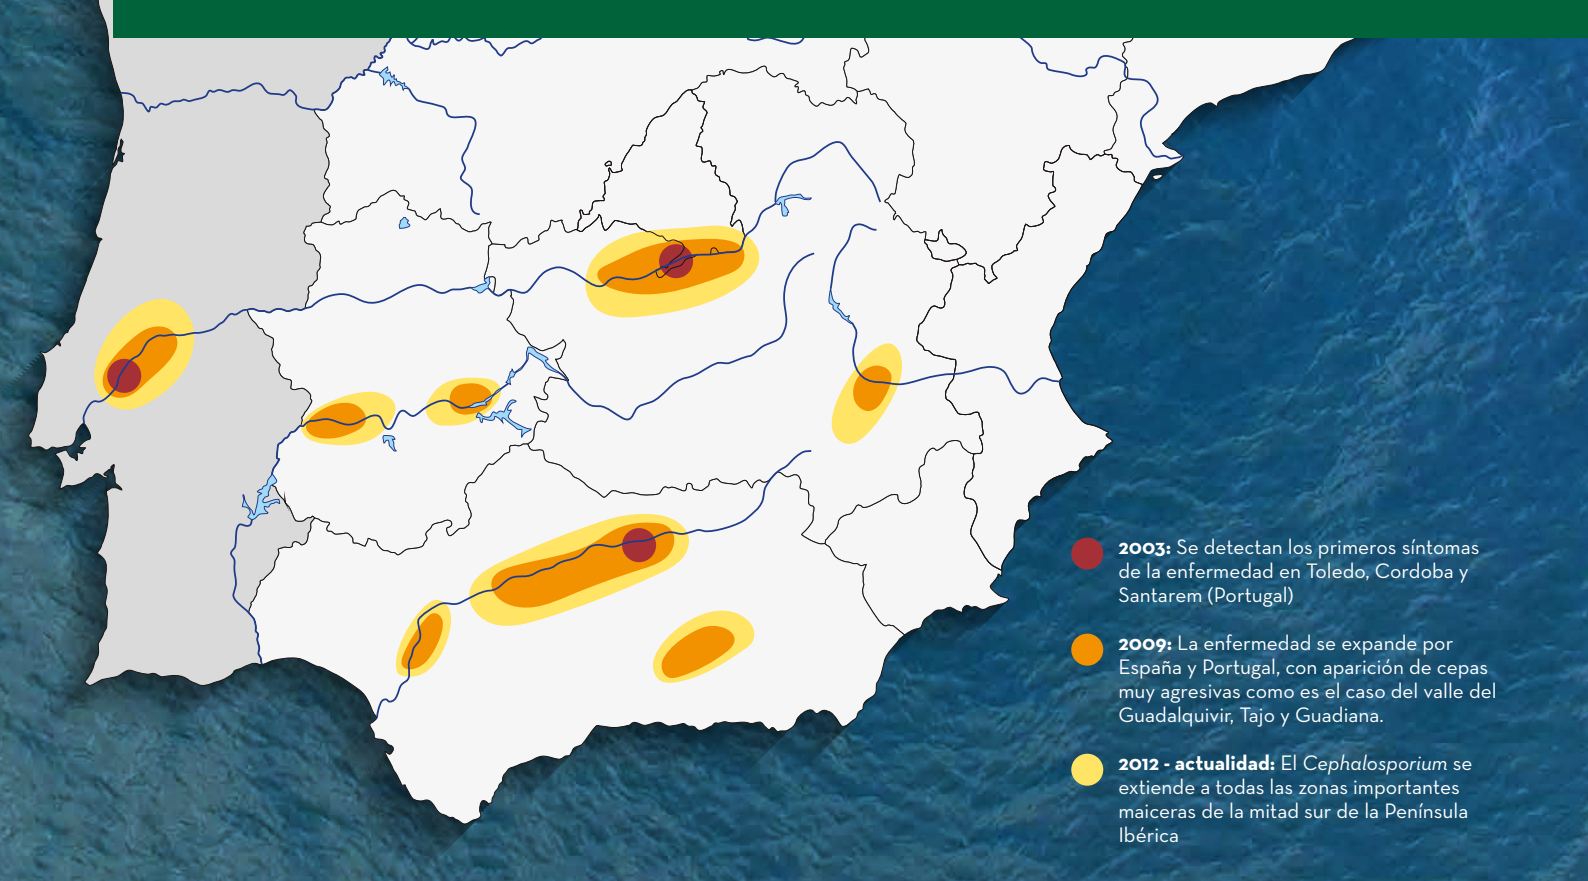 2003: Se detectan los primeros síntomas
de la enfermedad en Toledo, Cordoba y
Santarem (Portugal)
2009: La enfermedad se expande por
España y Portugal, con aparición de cepas
muy agresivas como es el caso del valle del
Guadalquivir, Tajo y Guadiana.
2012 - actualidad: El Cephalosporium se
extiende a todas las zonas importantes
maiceras de la mitad sur de la Península
Ibérica